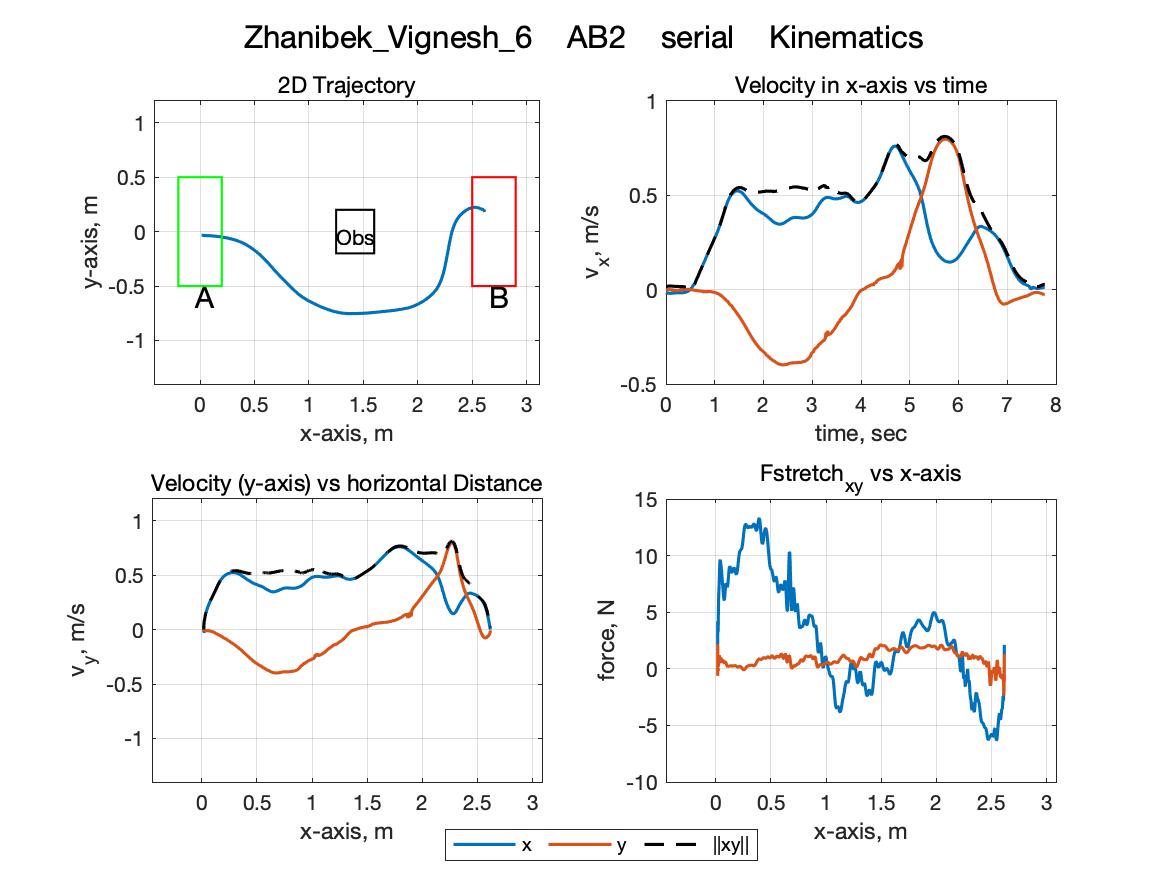 Zhanibek_Vignesh_6 AB2 serial Kinematics
2D Trajectory
1
0.5
0
-0.5
-1
y-axis, m
Obs
A
B
0 0.5 1 1.5 2 2.5 3
x-axis, m
Velocity in x-axis vs time
1
0.5
0
-0.5
vx, m/s
0 1 2 3 4 5 6 7 8
time, sec
Velocity (y-axis) vs horizontal Distance
1
0.5
0
-0.5
-1
vy, m/s
0 0.5 1 1.5 2 2.5 3
x-axis, m
Fstretchxy vs x-axis
15
10
5
0
-5
-10
force, N
0 0.5 1 1.5 2 2.5 3
x-axis, m
x y ||xy||